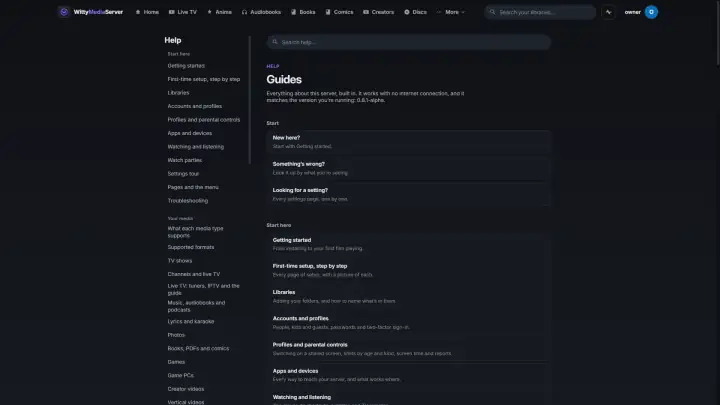 WittyMediaServer
Home
Live TV
Anime
Audiobooks
Books
Comics
Creators
Discs
More
Search your libraries...
owner
O
Help
Start here
Getting started
First-time setup, step by step
Libraries
Accounts and profiles
Profiles and parental controls
Apps and devices
Watching and listening
Watch parties
Settings tour
Pages and the menu
Troubleshooting
Your media
What each media type
supports
Supported formats
TV shows
Channels and live TV
Live TV: tuners, IPTV and the
guide
Music, audiobooks and
podcasts
Lyrics and karaoke
Photos
Books, PDFs and comics
Games
Game PCs
Creator videos
Vertical videos
Search help...
HELP
Guides
Everything about this server, built in. It works with no internet connection, and it
matches the version you're running: 0.8.1-alpha.
Start
New here?
Start with Getting started.
Something's wrong?
Look it up by what you're seeing.
Looking for a setting?
Every settings page, one by one.
Start here
Getting started
From installing to your first film playing.
First-time setup, step by step
Every page of setup, with a picture of each.
Libraries
Adding your folders, and how to name what's in them.
Accounts and profiles
People, kids and guests, passwords and two-factor sign-in.
Profiles and parental controls
Switching on a shared screen, limits by age and title, screen time and reports.
Apps and devices
Every way to reach your server, and what works where.
Watching and listening